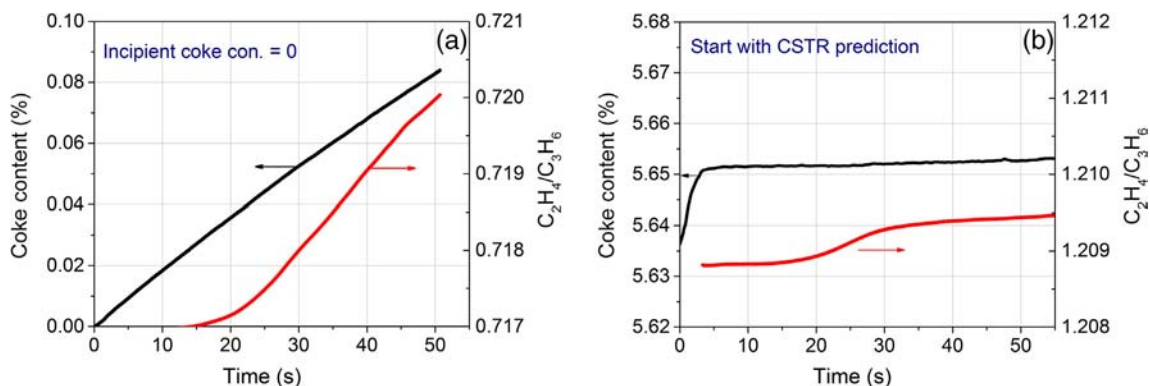 (a)
Incipient coke con. = 0
Coke content (%)
0.10
0.08
0.06
0.04
0.02
0.00
0.721
0.720
0.719
0.718
0.717
C₂H₄/C₃H₆
0 10 20 30 40 50
Time (s)
(b)
Start with CSTR prediction
Coke content (%)
5.68
5.67
5.66
5.65
5.64
5.63
5.62
1.212
1.211
1.210
1.209
1.208
C₂H₄/C₃H₆
0 10 20 30 40 50
Time (s)